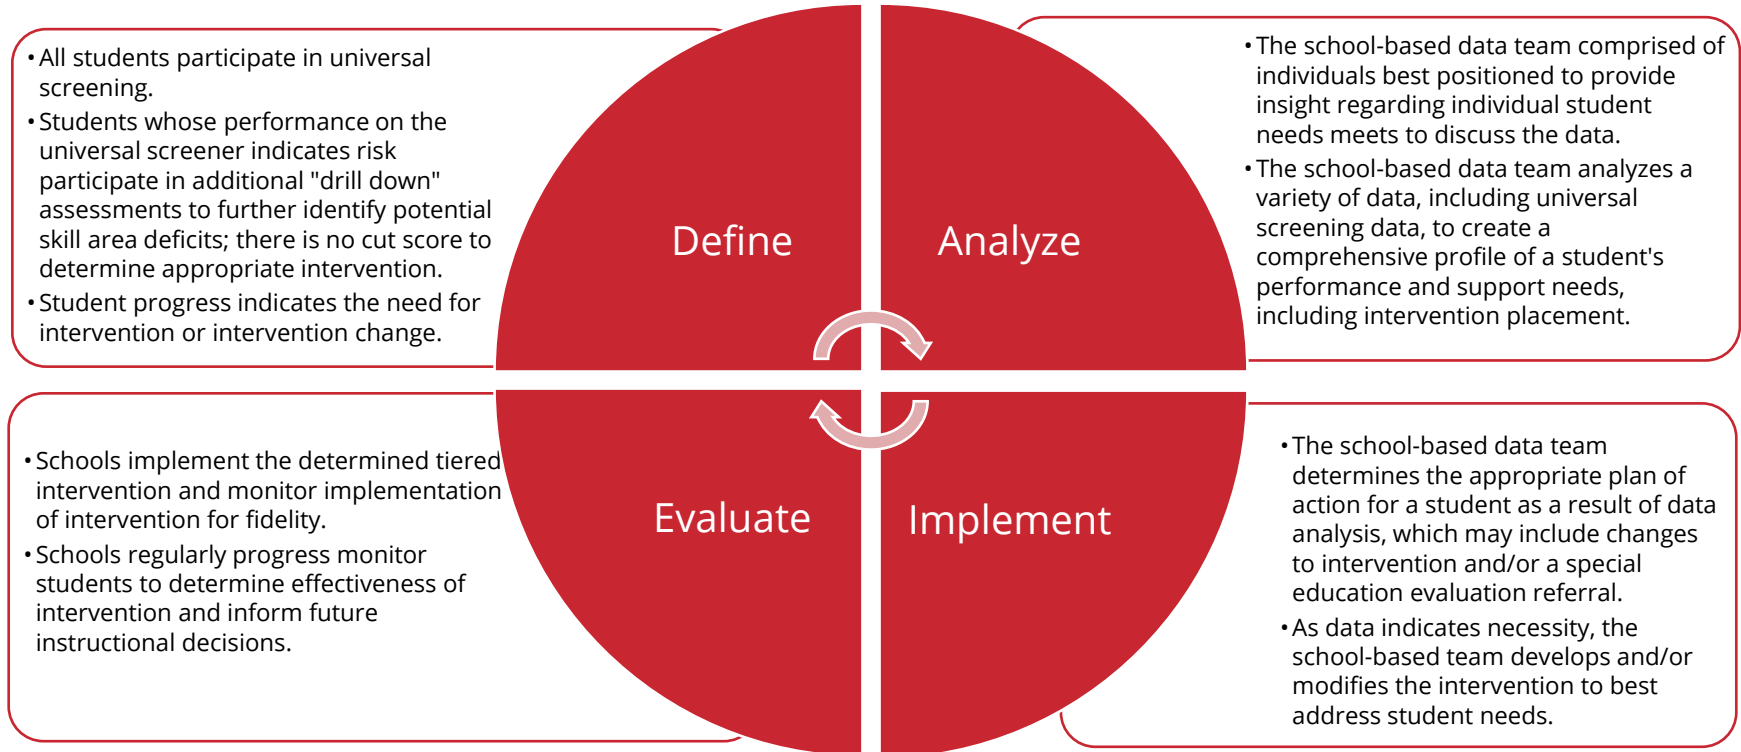 • All students participate in universal
screening.
• Students whose performance on the
universal screener indicates risk
participate in additional "drill down"
assessments to further identify potential
skill area deficits; there is no cut score to
determine appropriate intervention.
• Student progress indicates the need for
intervention or intervention change.
Define
Analyze
• The school-based data team comprised of
individuals best positioned to provide
insight regarding individual student
needs meets to discuss the data.
• The school-based data team analyzes a
variety of data, including universal
screening data, to create a
comprehensive profile of a student's
performance and support needs,
including intervention placement.
• Schools implement the determined tiered
intervention and monitor implementation
of intervention for fidelity.
• Schools regularly progress monitor
students to determine effectiveness of
intervention and inform future
instructional decisions.
Evaluate
Implement
• The school-based data team
determines the appropriate plan of
action for a student as a result of data
analysis, which may include changes
to intervention and/or a special
education evaluation referral.
• As data indicates necessity, the
school-based team develops and/or
modifies the intervention to best
address student needs.